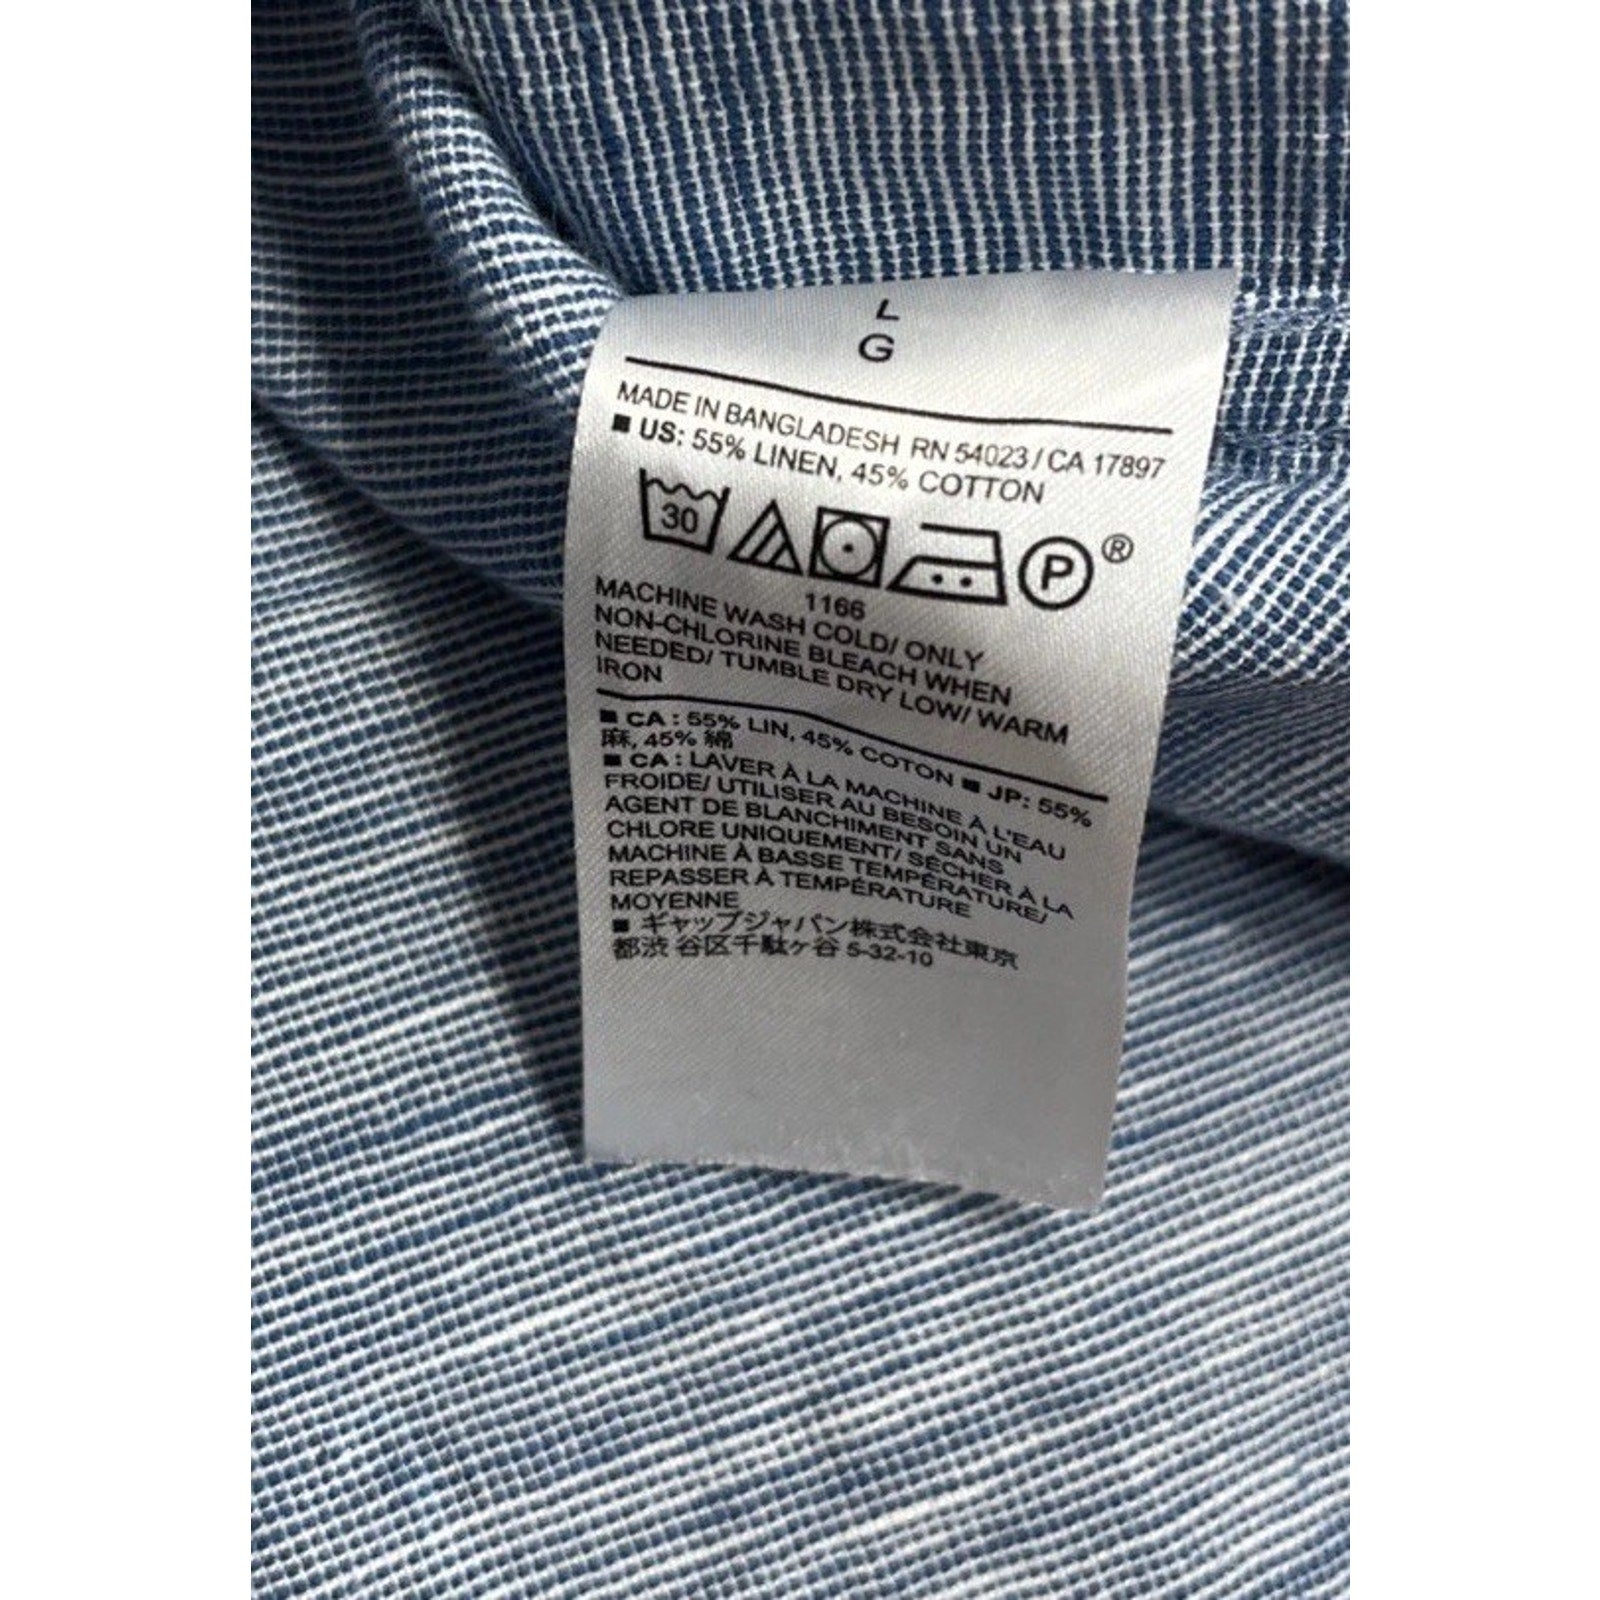 L
G
MADE IN BANGLADESH RN 54023 / CA 17897
■ US: 55% LINEN, 45% COTTON
30 P ®
1166
MACHINE WASH COLD/ ONLY
NON-CHLORINE BLEACH WHEN
NEEDED/ TUMBLE DRY LOW/ WARM
IRON
■ CA : 55% LIN, 45% COTON ■ JP: 55%
麻, 45% 綿
■ CA : LAVER À LA MACHINE À L'EAU
FROIDE/ UTILISER AU BESOIN UN
AGENT DE BLANCHIMENT SANS
CHLORE UNIQUEMENT/ SÉCHER À LA
MACHINE À BASSE TEMPÉRATURE/
REPASSER À TEMPÉRATURE
MOYENNE
■ ギャップジャパン株式会社東京
都渋 谷区千駄ヶ谷 5-32-10